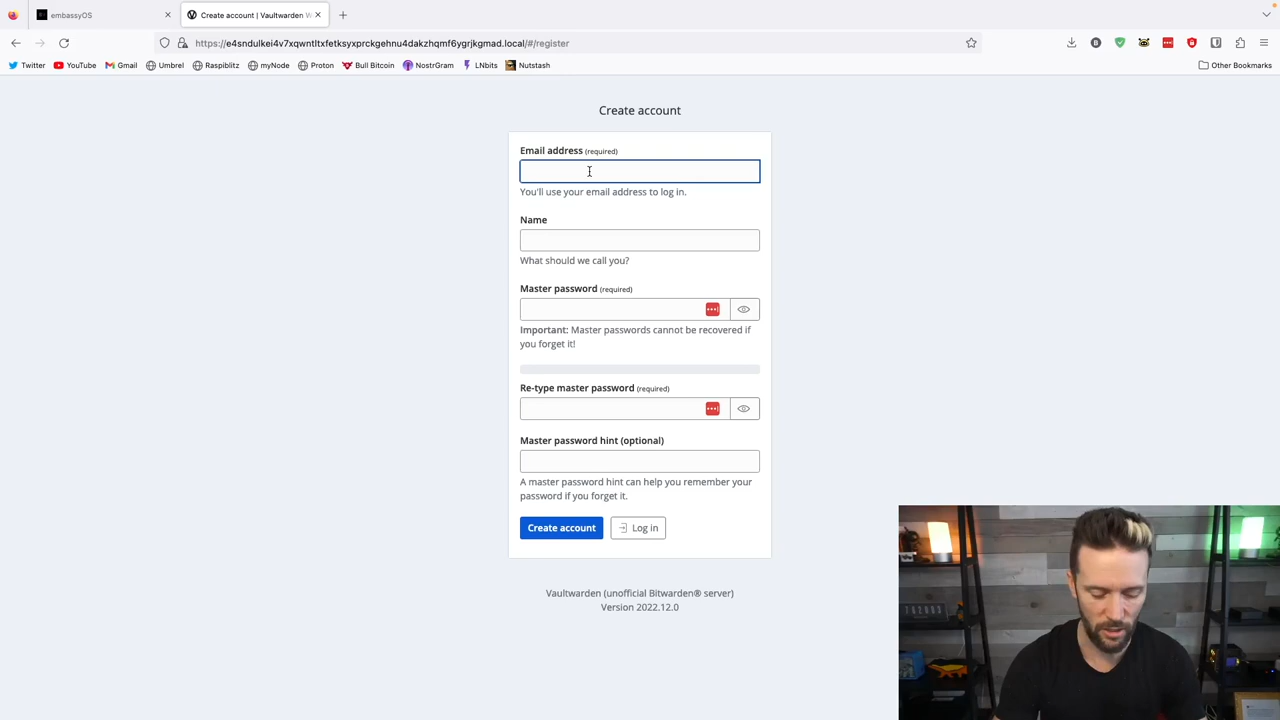 embassyOS
Create account | Vaultwarden W
https://e4sndulkei4v7xqwntltxfetksyxprckgehnu4dakzhqmf6ygrjkgmad.local/#/register
Twitter YouTube Gmail Umbrel Raspiblitz myNode Proton Bull Bitcoin NostrGram LNbits Nutstash Other Bookmarks
Create account
Email address (required)
You'll use your email address to log in.
Name
What should we call you?
Master password (required)
Important: Master passwords cannot be recovered if
you forget it!
Re-type master password (required)
Master password hint (optional)
A master password hint can help you remember your
password if you forget it.
Create account Log in
Vaultwarden (unofficial Bitwarden® server)
Version 2022.12.0